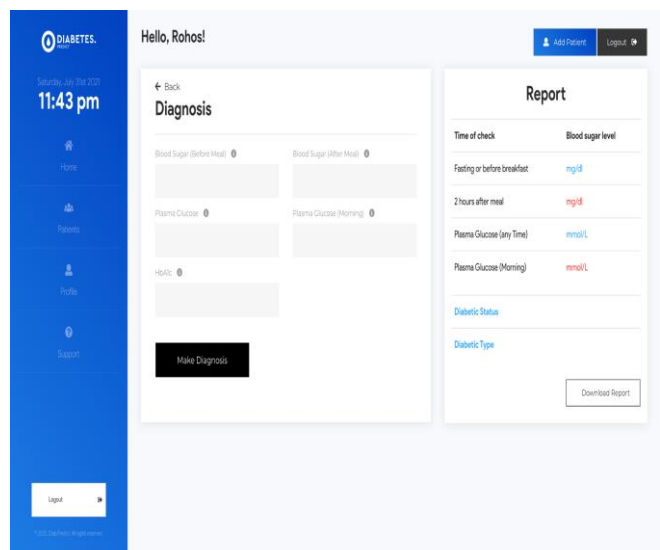 DIABETES.
PREDICT
Saturday, July 31st 2021
11:43 pm
Home
Patients
Profile
Support
Logout
Hello, Rohos!
Add Patient
Logout
Back
Diagnosis
Blood Sugar (Before Meal)
Blood Sugar (After Meal)
Plasma Glucose
Plasma Glucose (Morning)
HbA1c
Make Diagnosis
Report
Time of check Blood sugar level
Fasting or before breakfast mg/dl
2 hours after meal mg/dl
Plasma Glucose (any Time) mmol/L
Plasma Glucose (Morning) mmol/L
Diabetic Status
Diabetic Type
Download Report